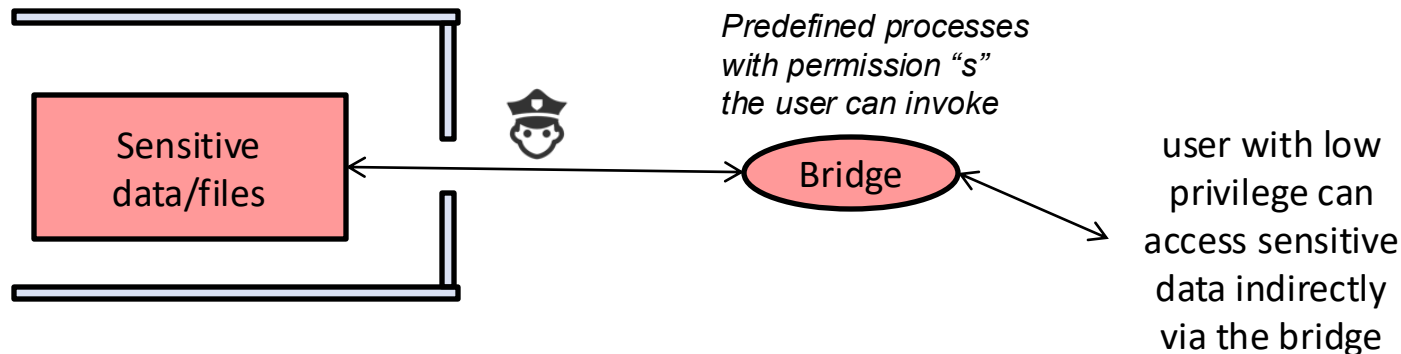 Predefined processes
with permission “s”
the user can invoke
Sensitive
data/files
Bridge
user with low
privilege can
access sensitive
data indirectly
via the bridge